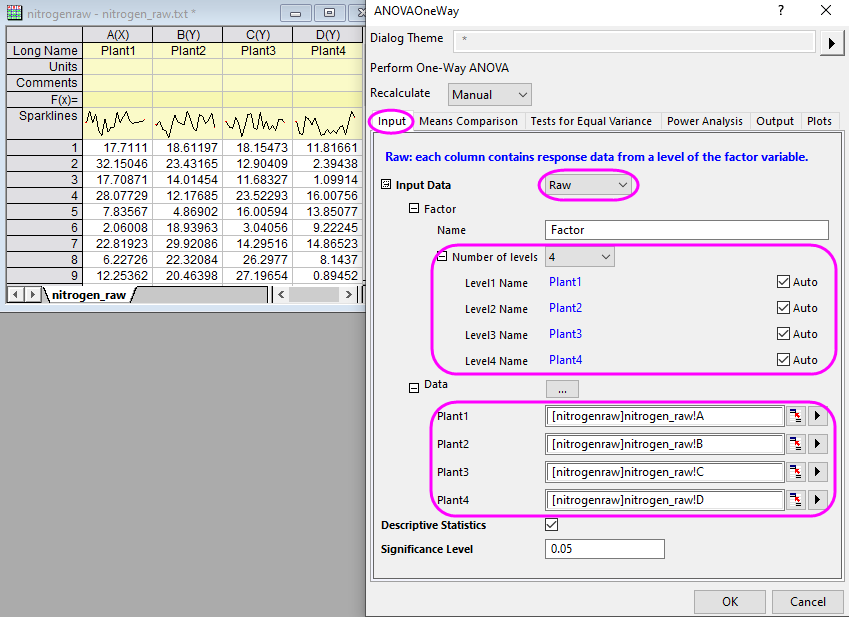 nitrogenraw - nitrogen_raw.txt *
A(X) B(Y) C(Y) D(Y)
Long Name Plant1 Plant2 Plant3 Plant4
Units
Comments
F(x)=
Sparklines
1 17.7111 18.61197 18.15473 11.81661
2 32.15046 23.43165 12.90409 2.39438
3 17.70871 14.01454 11.68327 1.09914
4 28.07729 12.17685 23.52293 16.00756
5 7.83567 4.86902 16.00594 13.85077
6 2.06008 18.93963 3.04056 9.22245
7 22.81923 29.92086 14.29516 14.86523
8 6.22726 22.32084 26.2977 8.1437
9 12.25362 20.46398 27.19654 0.89452
nitrogen_raw
ANOVAOneWay
Dialog Theme *
Perform One-Way ANOVA
Recalculate Manual
Input Means Comparison Tests for Equal Variance Power Analysis Output Plots
Raw: each column contains response data from a level of the factor variable.
Input Data Raw
Factor
Name Factor
Number of levels 4
Level1 Name Plant1 Auto
Level2 Name Plant2 Auto
Level3 Name Plant3 Auto
Level4 Name Plant4 Auto
Data ...
Plant1 [nitrogenraw]nitrogen_raw!A
Plant2 [nitrogenraw]nitrogen_raw!B
Plant3 [nitrogenraw]nitrogen_raw!C
Plant4 [nitrogenraw]nitrogen_raw!D
Descriptive Statistics
Significance Level 0.05
OK Cancel